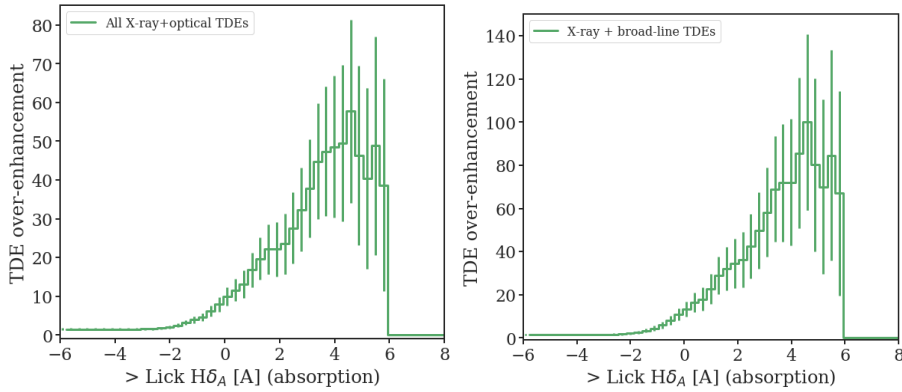 All X-ray+optical TDEs
TDE over-enhancement
80
70
60
50
40
30
20
10
0
−6 −4 −2 0 2 4 6 8
> Lick Hδ_A [A] (absorption)
X-ray + broad-line TDEs
TDE over-enhancement
140
120
100
80
60
40
20
0
−6 −4 −2 0 2 4 6 8
> Lick Hδ_A [A] (absorption)